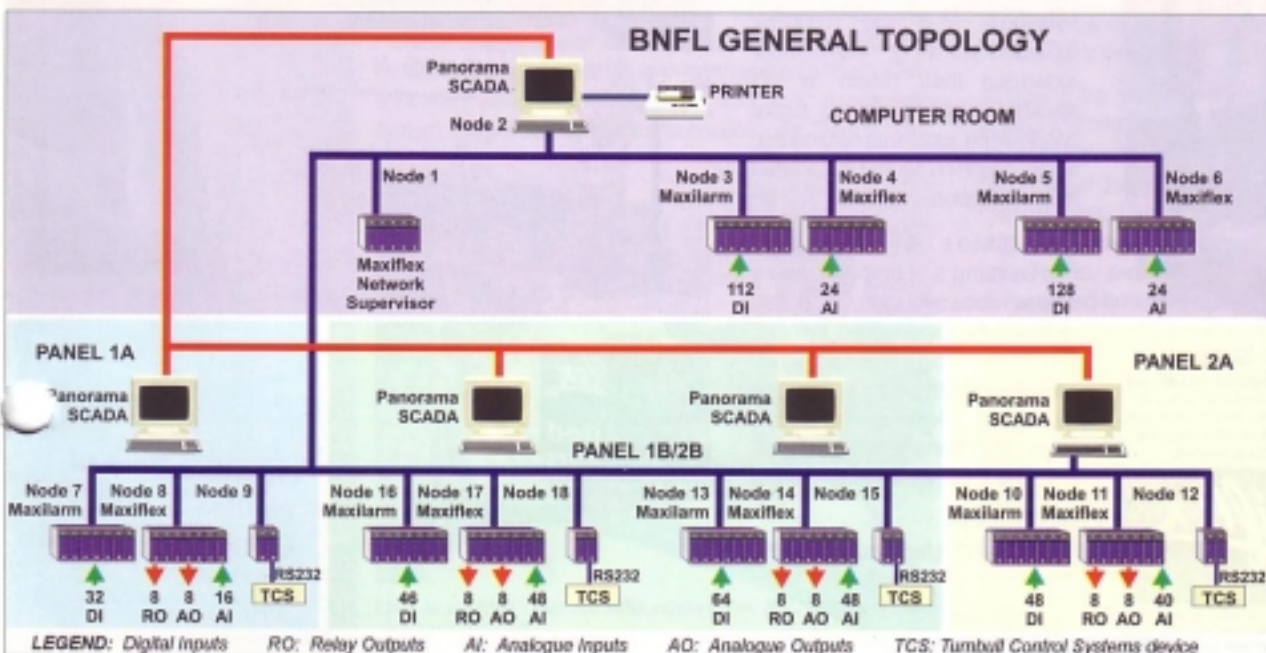 BNFL GENERAL TOPOLOGY
Panorama
SCADA
Node 2
PRINTER
COMPUTER ROOM
Node 1
Maxiflex
Network
Supervisor
Node 3
Maxilarm
Node 4
Maxiflex
Node 5
Maxilarm
Node 6
Maxiflex
112
DI
24
AI
128
DI
24
AI
PANEL 1A
PANEL 2A
Panorama
SCADA
Panorama
SCADA
Panorama
SCADA
Panorama
SCADA
PANEL 1B/2B
Node 7
Maxilarm
Node 8
Maxiflex
Node 9
Node 16
Maxilarm
Node 17
Maxiflex
Node 18
Node 13
Maxilarm
Node 14
Maxiflex
Node 15
Node 10
Maxilarm
Node 11
Maxiflex
Node 12
RS232
TCS
RS232
TCS
RS232
TCS
RS232
TCS
32
DI
8
RO
8
AO
16
AI
46
DI
8
RO
8
AO
48
AI
64
DI
8
RO
8
AO
48
AI
48
DI
8
RO
8
AO
40
AI
LEGEND: Digital Inputs RO: Relay Outputs AI: Analogue Inputs AO: Analogue Outputs TCS: Turnbull Control Systems device